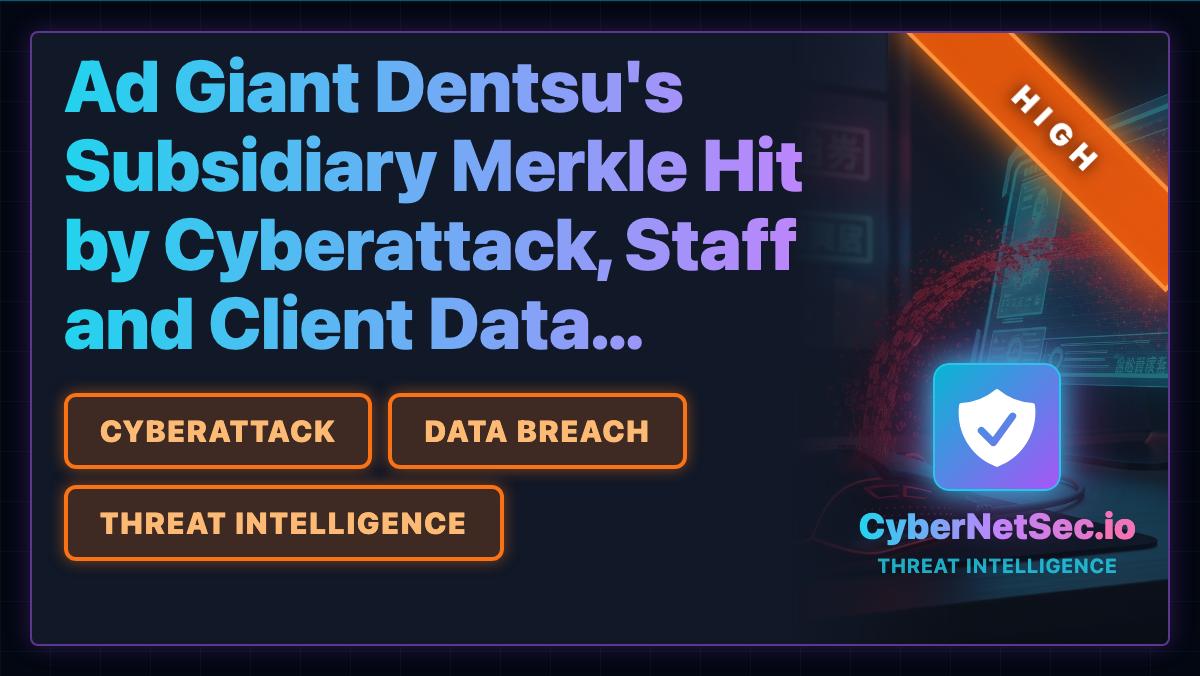 Ad Giant Dentsu's
Subsidiary Merkle Hit
by Cyberattack, Staff
and Client Data...
HIGH
CYBERATTACK
DATA BREACH
THREAT INTELLIGENCE
CyberNetSec.io
THREAT INTELLIGENCE